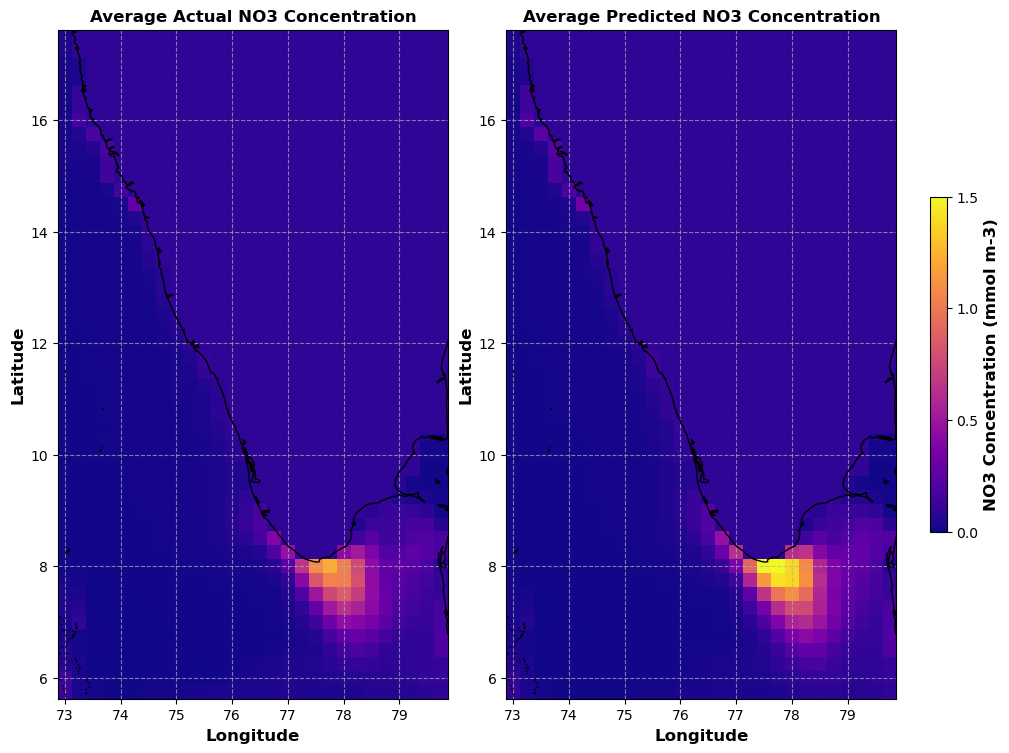 Average Actual NO3 Concentration
Average Predicted NO3 Concentration
16
14
12
10
8
6
Latitude
73 74 75 76 77 78 79
Longitude
16
14
12
10
8
6
Latitude
73 74 75 76 77 78 79
Longitude
1.5
1.0
0.5
0.0
NO3 Concentration (mmol m-3)